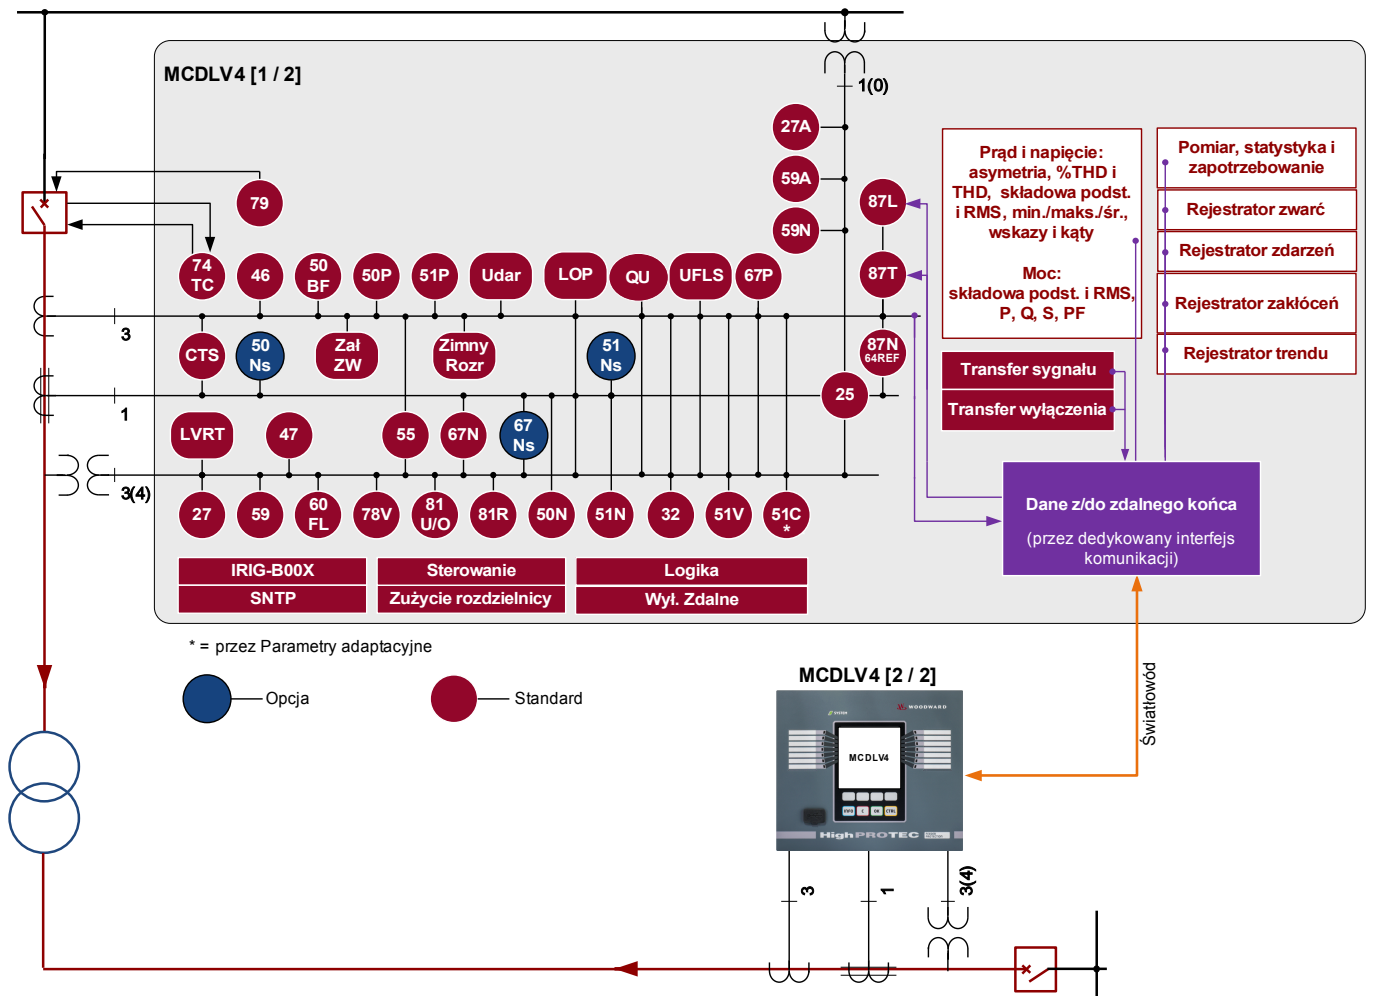 MCDLV4 [1 / 2]
1(0)
27A
59A
59N
79
87L
87T
87N
64REF
74
TC
46
50
BF
50P
51P
Udar
LOP
QU
UFLS
67P
3
CTS
50
Ns
Zał
ZW
Zimny
Rozr
51
Ns
25
1
LVRT
47
55
67N
67
Ns
3(4)
27
59
60
FL
78V
81
U/O
81R
50N
51N
32
51V
51C
*
IRIG-B00X
SNTP
Sterowanie
Zużycie rozdzielnicy
Logika
Wył. Zdalne
Prąd i napięcie:
asymetria, %THD i
THD, składowa podst.
i RMS, min./maks./śr.,
wskazy i kąty
Moc:
składowa podst. i RMS,
P, Q, S, PF
Pomiar, statystyka i
zapotrzebowanie
Rejestrator zwarć
Rejestrator zdarzeń
Rejestrator zakłóceń
Rejestrator trendu
Transfer sygnału
Transfer wyłączenia
Dane z/do zdalnego końca
(przez dedykowany interfejs
komunikacji)
* = przez Parametry adaptacyjne
Opcja
Standard
MCDLV4 [2 / 2]
Światłowód
SYSTEM
WOODWARD
MCDLV4
INFO
C
OK
CTRL
HighPROTEC
3
1
3(4)